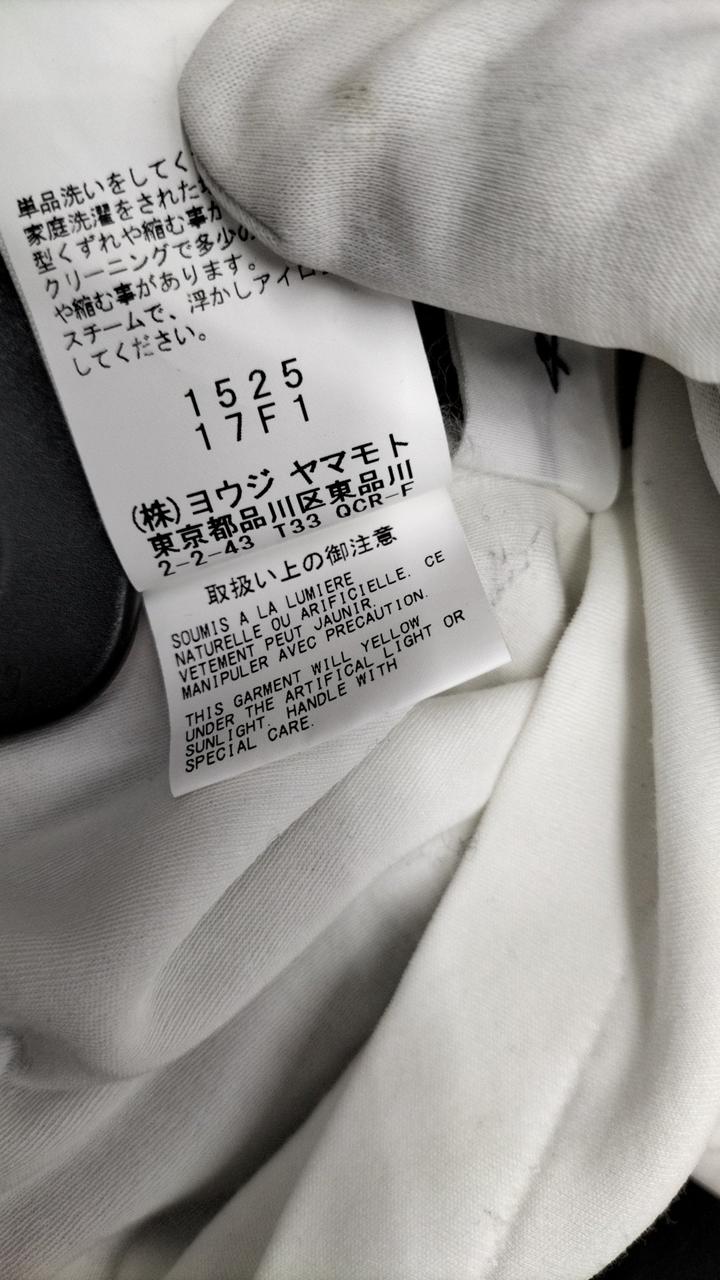 単品洗いをしてく
家庭洗濯をされた
型くずれや縮む事が
クリーニングで多少の
や縮む事があります。
スチームで、浮かしアイロ
してください。
1525
17F1
(株)ヨウジ ヤマモト
東京都品川区東品川
2-2-43 T33 QCR-F
取扱い上の御注意
SOUMIS A LA LUMIERE
NATURELLE OU ARIFICIELLE. CE
VETEMENT PEUT JAUNIR.
MANIPULER AVEC PRECAUTION.
THIS GARMENT WILL YELLOW
UNDER THE ARTIFICAL LIGHT OR
SUNLIGHT. HANDLE WITH
SPECIAL CARE.